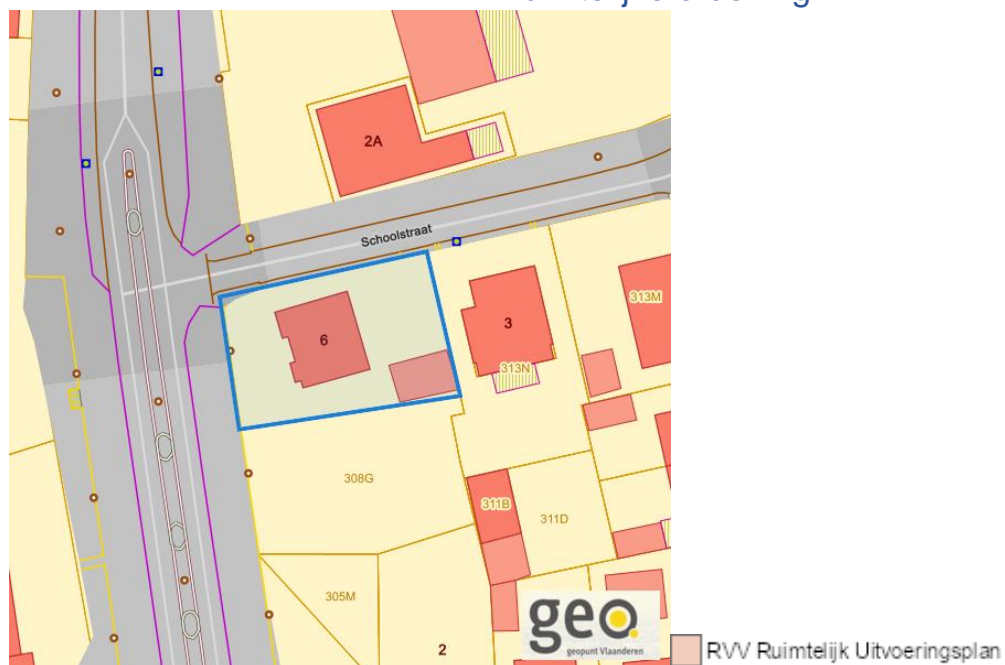 2A
Schoolstraat
6
3
313M
313N
308G
311B
311D
305M
2
geo
geopunt Vlaanderen
RVV Ruimtelijk Uitvoeringsplan